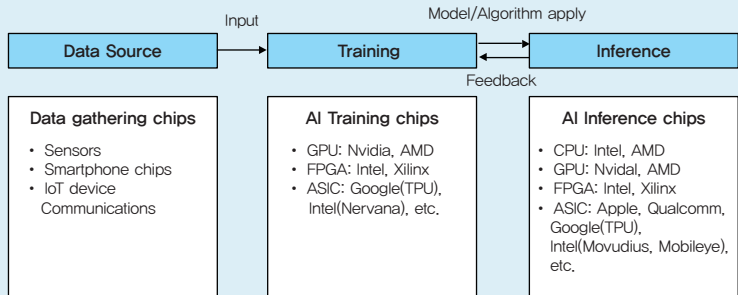 Input
Model/Algorithm apply
Data Source
Training
Inference
Feedback
Data gathering chips
• Sensors
• Smartphone chips
• IoT device
Communications
AI Training chips
• GPU: Nvidia, AMD
• FPGA: Intel, Xilinx
• ASIC: Google(TPU),
Intel(Nervana), etc.
AI Inference chips
• CPU: Intel, AMD
• GPU: Nvidal, AMD
• FPGA: Intel, Xilinx
• ASIC: Apple, Qualcomm,
Google(TPU),
Intel(Movudius, Mobileye),
etc.